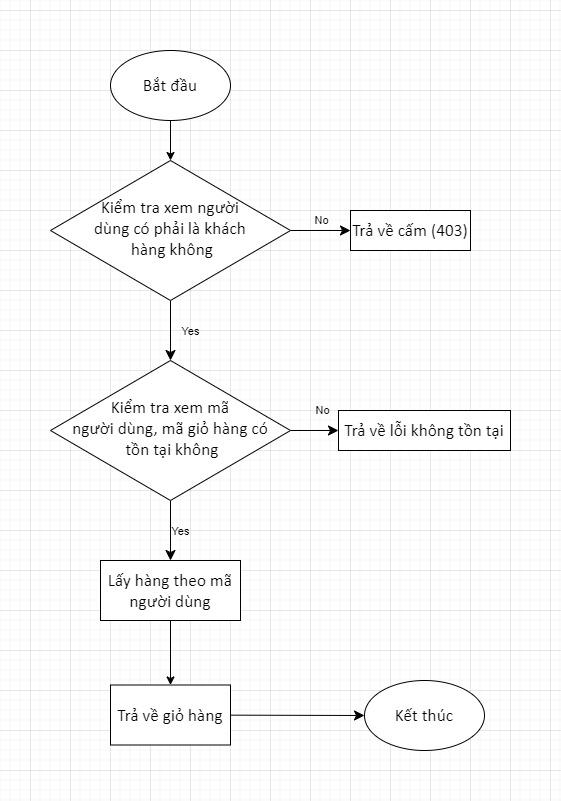 Bắt đầu
Kiểm tra xem người
dùng có phải là khách
hàng không
No
Trả về cấm (403)
Yes
Kiểm tra xem mã
người dùng, mã giỏ hàng có
tồn tại không
No
Trả về lỗi không tồn tại
Yes
Lấy hàng theo mã
người dùng
Trả về giỏ hàng
Kết thúc